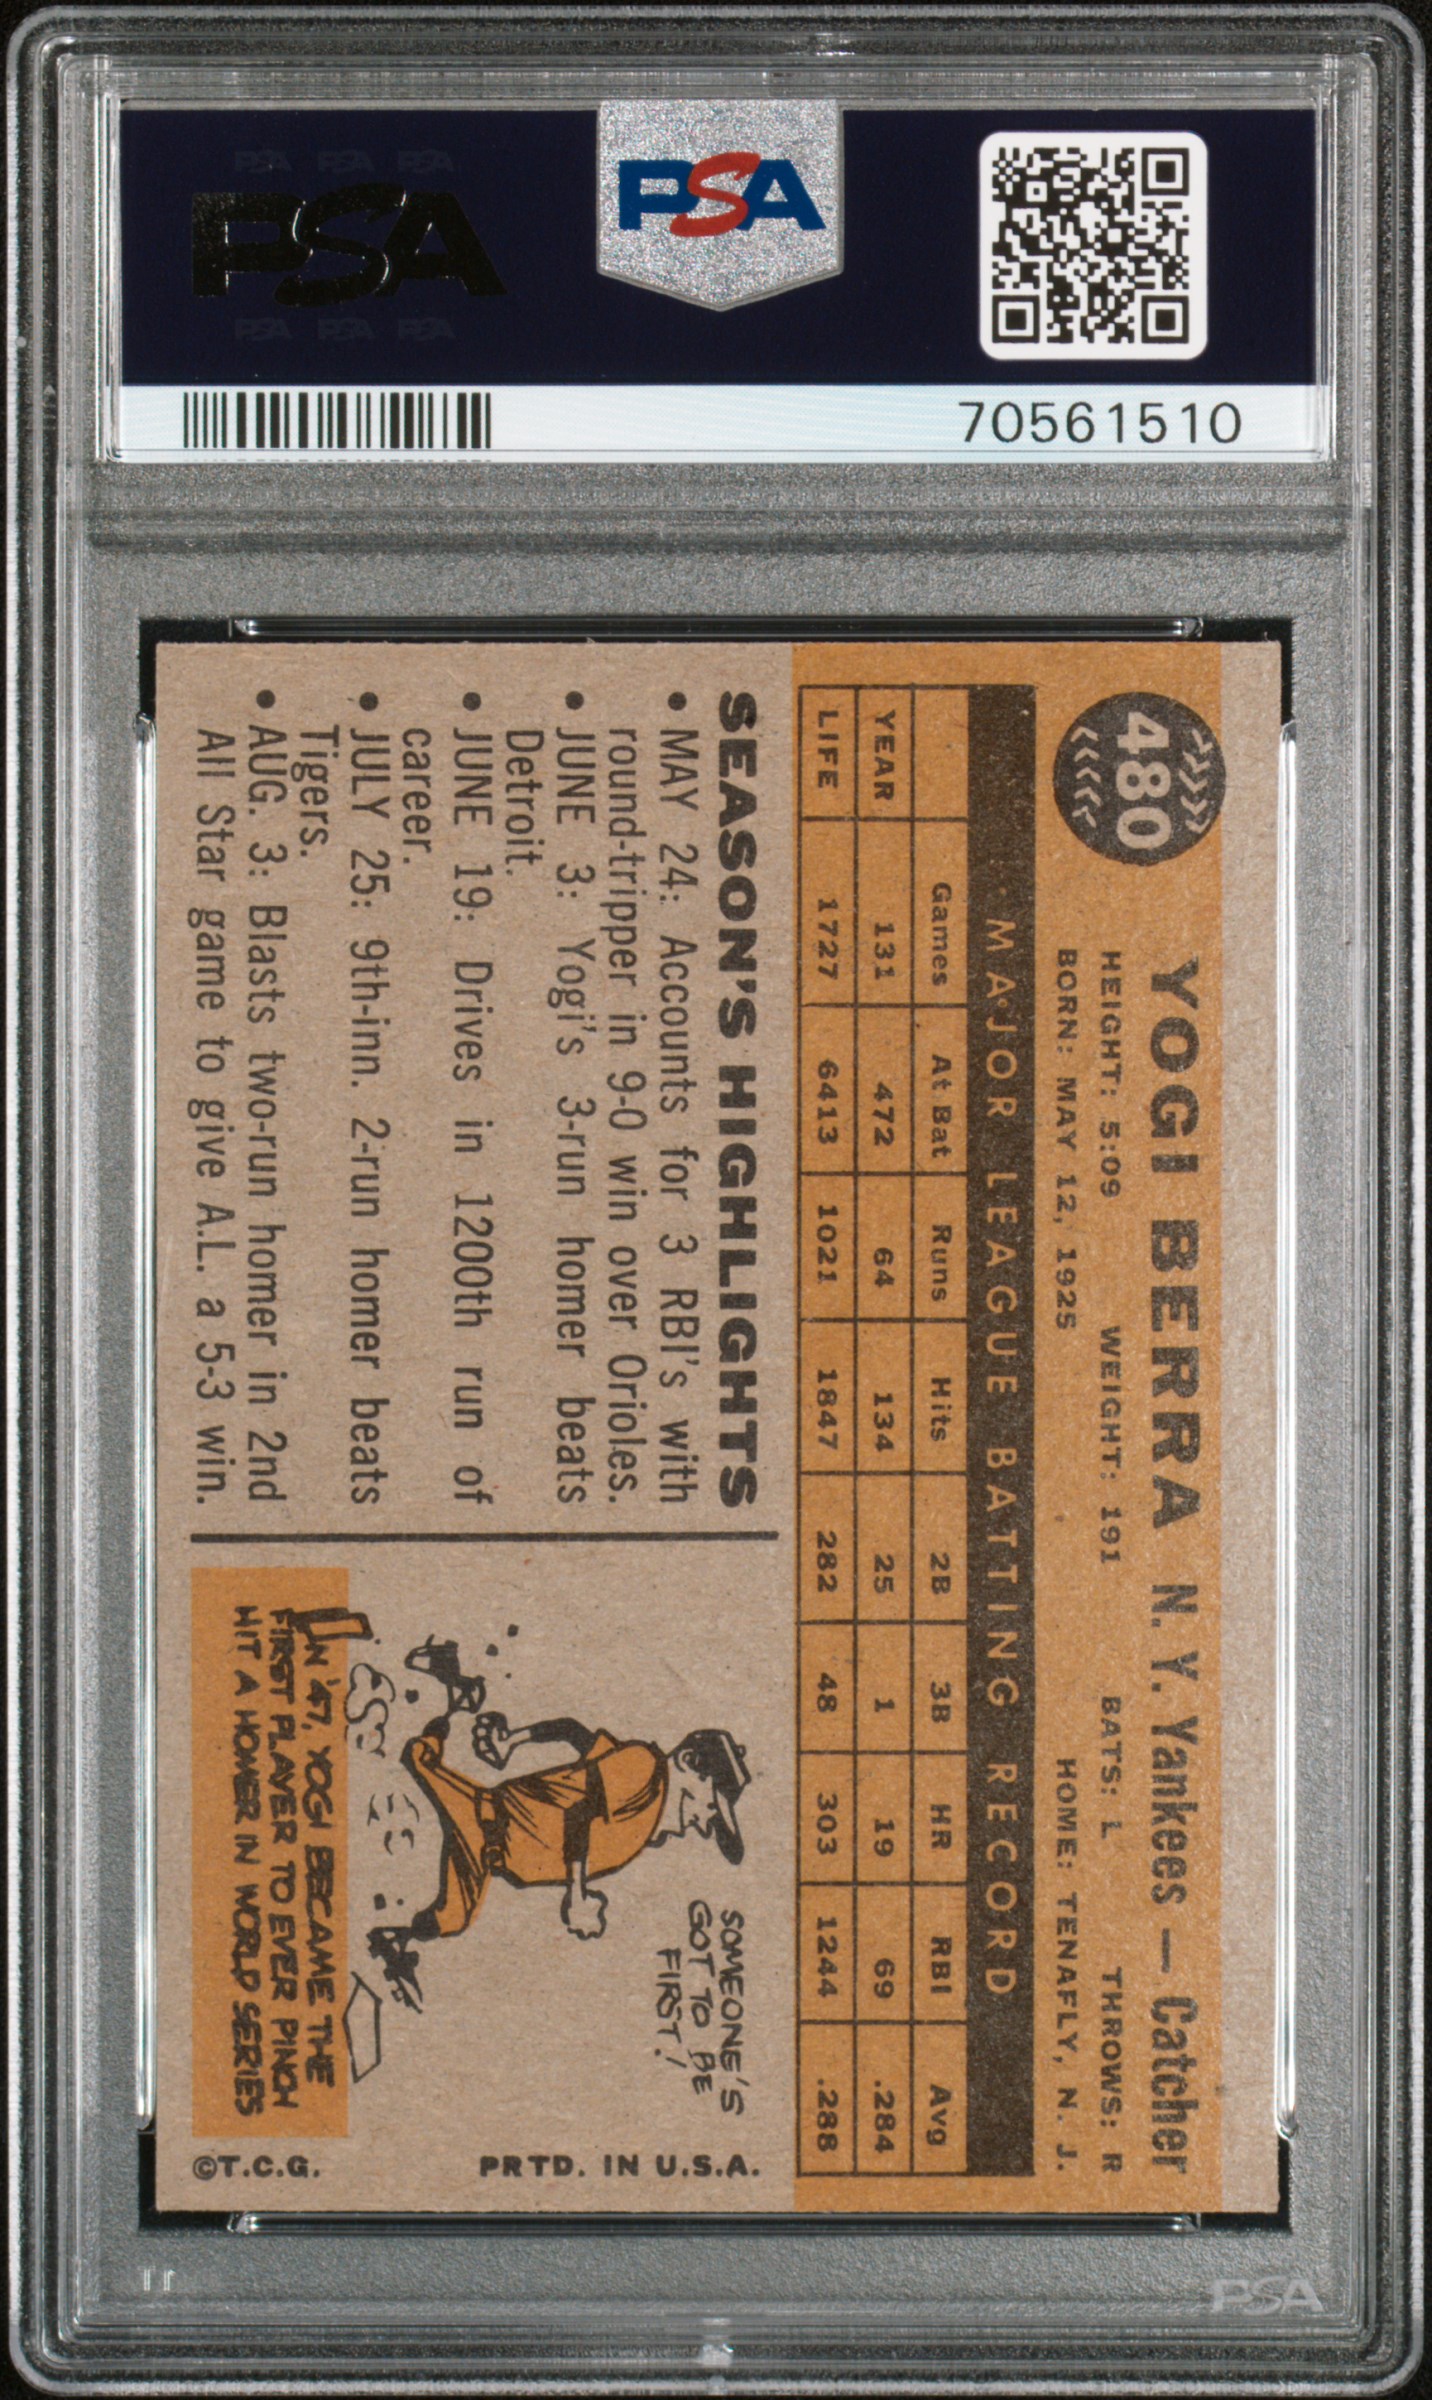 PSA PSA PSA
PSA
PSA PSA PSA
PSA
70561510
480
YOGI BERRA N. Y. Yankees — Catcher
HEIGHT: 5:09 WEIGHT: 191 BATS: L THROWS: R
BORN: MAY 12, 1925 HOME: TENAFLY, N. J.
MAJOR LEAGUE BATTING RECORD
Games At Bat Runs Hits 2B 3B HR RBI Avg
YEAR 131 472 64 134 25 1 19 69 .284
LIFE 1727 6413 1021 1847 282 48 303 1244 .288
SEASON'S HIGHLIGHTS
• MAY 24: Accounts for 3 RBI's with
round-tripper in 9-0 win over Orioles.
• JUNE 3: Yogi's 3-run homer beats
Detroit.
• JUNE 19: Drives in 1200th run of
career.
• JULY 25: 9th-inn. 2-run homer beats
Tigers.
• AUG. 3: Blasts two-run homer in 2nd
All Star game to give A.L. a 5-3 win.
SOMEONE'S
GOT TO BE
FIRST!
IN '47, YOGI BECAME THE
FIRST PLAYER TO EVER PINCH
HIT A HOMER IN WORLD SERIES
PRTD. IN U.S.A.
©T.C.G.
PSA